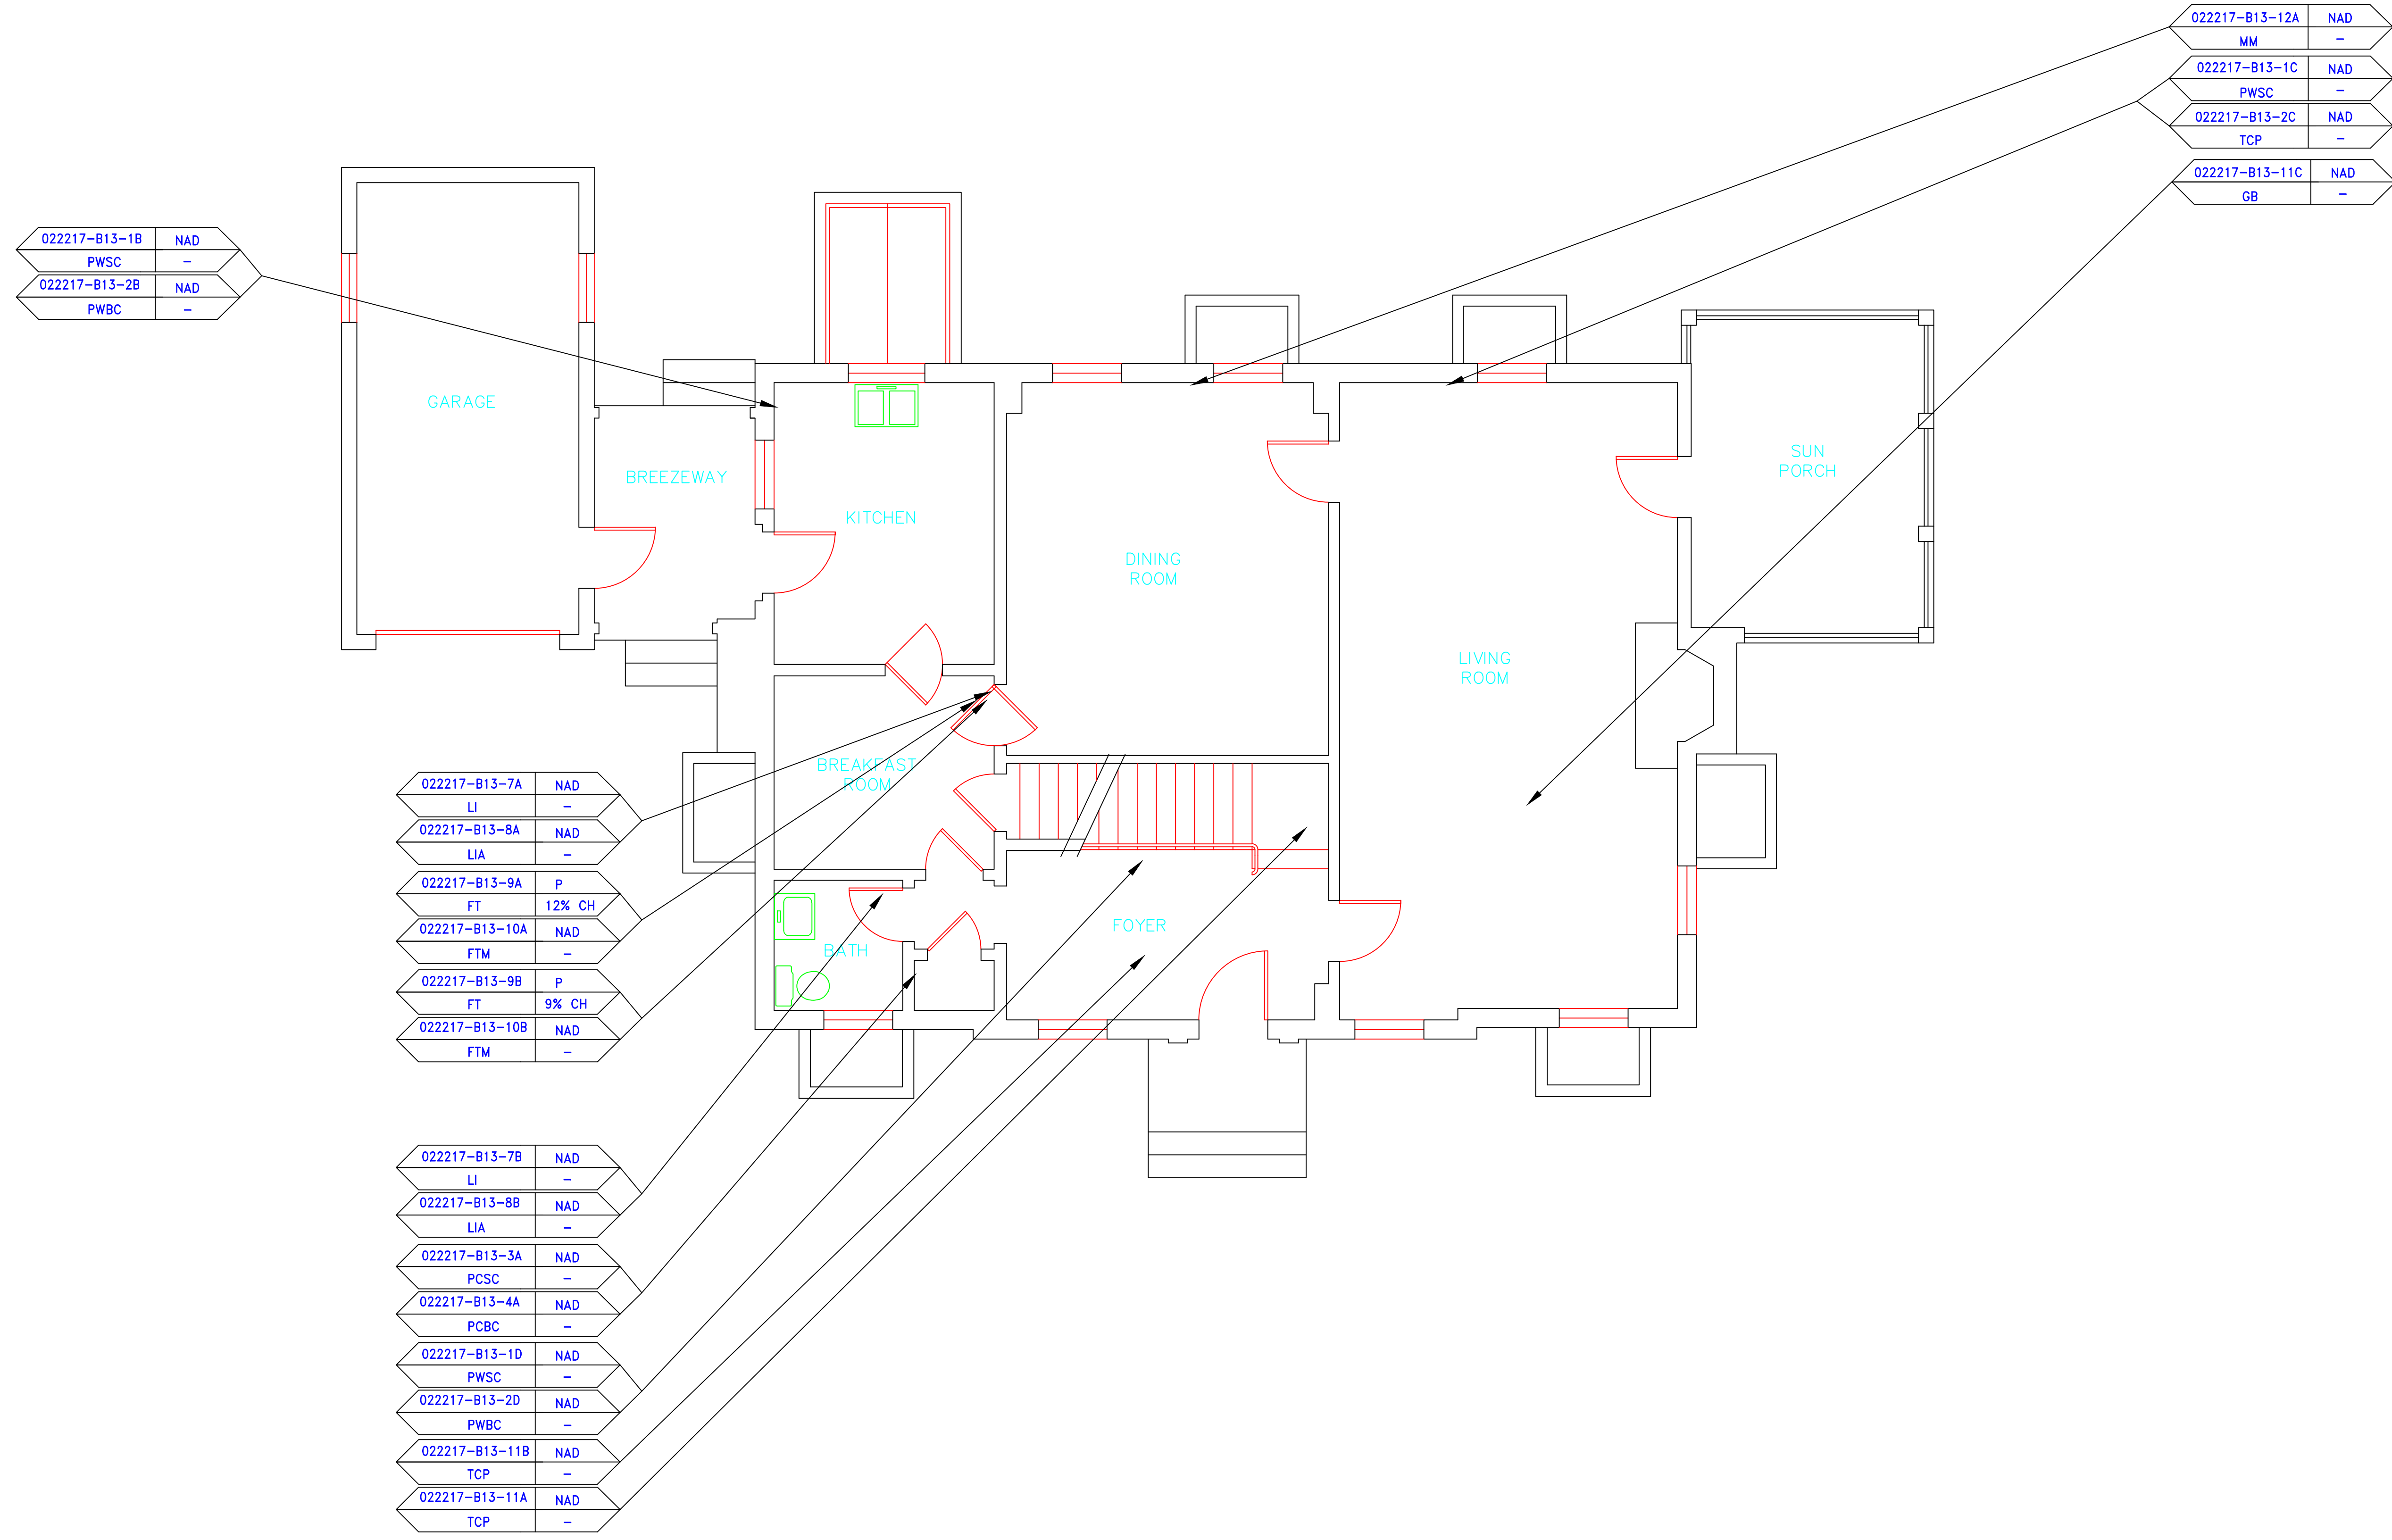 022217-B13-12A NAD
MM -
022217-B13-1C NAD
PWSC -
022217-B13-2C NAD
TCP -
022217-B13-11C NAD
GB -
022217-B13-1B NAD
PWSC -
022217-B13-2B NAD
PWBC -
GARAGE
BREEZEWAY
KITCHEN
SUN
PORCH
DINING
ROOM
LIVING
ROOM
BREAKFAST
ROOM
FOYER
BATH
022217-B13-7A NAD
LI -
022217-B13-8A NAD
LIA -
022217-B13-9A P
FT 12% CH
022217-B13-10A NAD
FTM -
022217-B13-9B P
FT 9% CH
022217-B13-10B NAD
FTM -
022217-B13-7B NAD
LI -
022217-B13-8B NAD
LIA -
022217-B13-3A NAD
PCSC -
022217-B13-4A NAD
PCBC -
022217-B13-1D NAD
PWSC -
022217-B13-2D NAD
PWBC -
022217-B13-11B NAD
TCP -
022217-B13-11A NAD
TCP -